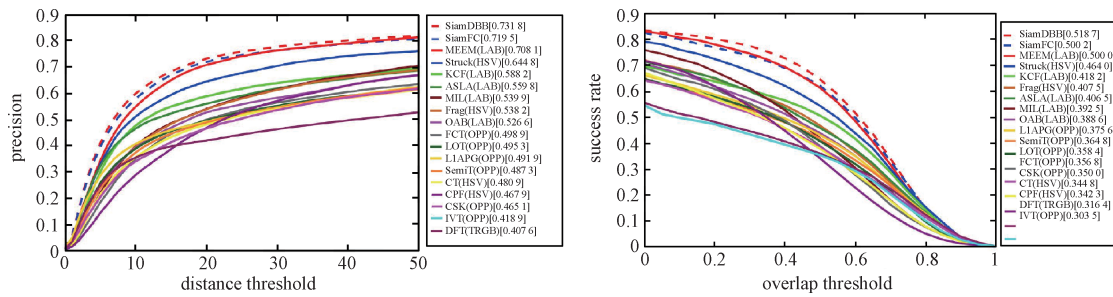 0.9
0.8
0.7
0.6
0.5
0.4
0.3
0.2
0.1
0
precision
0
10
20
30
40
50
distance threshold
SiamDBB[0.731 8]
SiamFC[0.719 5]
MEEM(LAB)[0.708 1]
Struck(HSV)[0.644 8]
KCF(LAB)[0.588 2]
ASLA(LAB)[0.559 8]
MIL(LAB)[0.539 9]
Frag(HSV)[0.538 2]
OAB(LAB)[0.526 6]
FCT(OPP)[0.498 9]
LOT(OPP)[0.495 3]
L1APG(OPP)[0.491 9]
SemiT(OPP)[0.487 3]
CT(HSV)[0.480 9]
CPF(HSV)[0.467 9]
CSK(OPP)[0.465 1]
IVT(OPP)[0.418 9]
DFT(TRGB)[0.407 6]
0.9
0.8
0.7
0.6
0.5
0.4
0.3
0.2
0.1
0
success rate
0
0.2
0.4
0.6
0.8
1
overlap threshold
SiamDBB[0.518 7]
SiamFC[0.500 2]
MEEM(LAB)[0.500 0
Struck(HSV)[0.464 0]
KCF(LAB)[0.418 2]
Frag(HSV)[0.407 5]
ASLA(LAB)[0.406 5]
MIL(LAB)[0.392 5]
OAB(LAB)[0.388 6]
L1APG(OPP)[0.375 6
SemiT(OPP)[0.364 8]
LOT(OPP)[0.358 4]
FCT(OPP)[0.356 8]
CSK(OPP)[0.350 0]
CT(HSV)[0.344 8]
CPF(HSV)[0.342 3]
DFT(TRGB)[0.316 4]
IVT(OPP)[0.303 5]